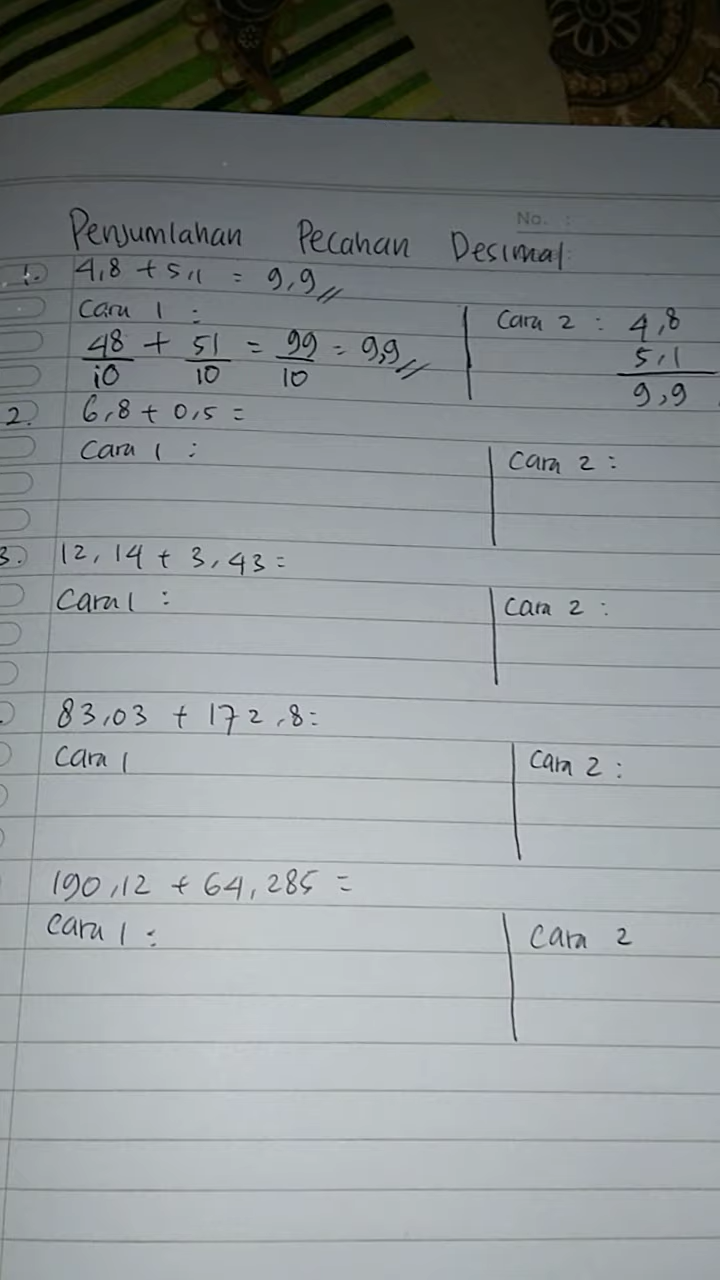 No. :
Penjumlahan Pecahan Desimal
1. 4,8 + 5,1 = 9,9
Cara 1 :
48/10 + 51/10 = 99/10 = 9,9
Cara 2 : 4,8
5,1
9,9
2. 6,8 + 0,5 =
Cara 1 :
Cara 2 :
3. 12,14 + 3,43 =
Cara 1 :
Cara 2 :
83,03 + 172,8 =
Cara 1
Cara 2 :
190,12 + 64,285 =
Cara 1 :
Cara 2